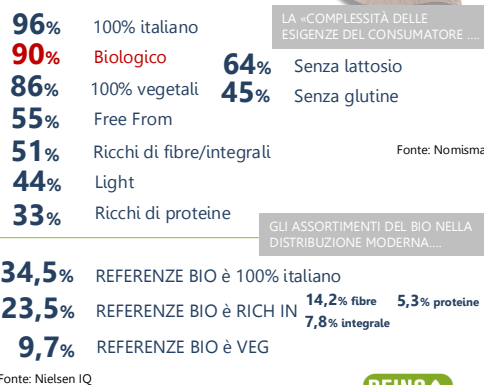 LA «COMPLESSITÀ DELLE
ESIGENZE DEL CONSUMATORE ....
96% 100% italiano
90% Biologico
64% Senza lattosio
86% 100% vegetali
45% Senza glutine
55% Free From
51% Ricchi di fibre/integrali
Fonte: Nomisma
44% Light
33% Ricchi di proteine
GLI ASSORTIMENTI DEL BIO NELLA
DISTRIBUZIONE MODERNA....
34,5% REFERENZE BIO è 100% italiano
23,5% REFERENZE BIO è RICH IN
14,2% fibre 5,3% proteine
7,8% integrale
9,7% REFERENZE BIO è VEG
Fonte: Nielsen IQ